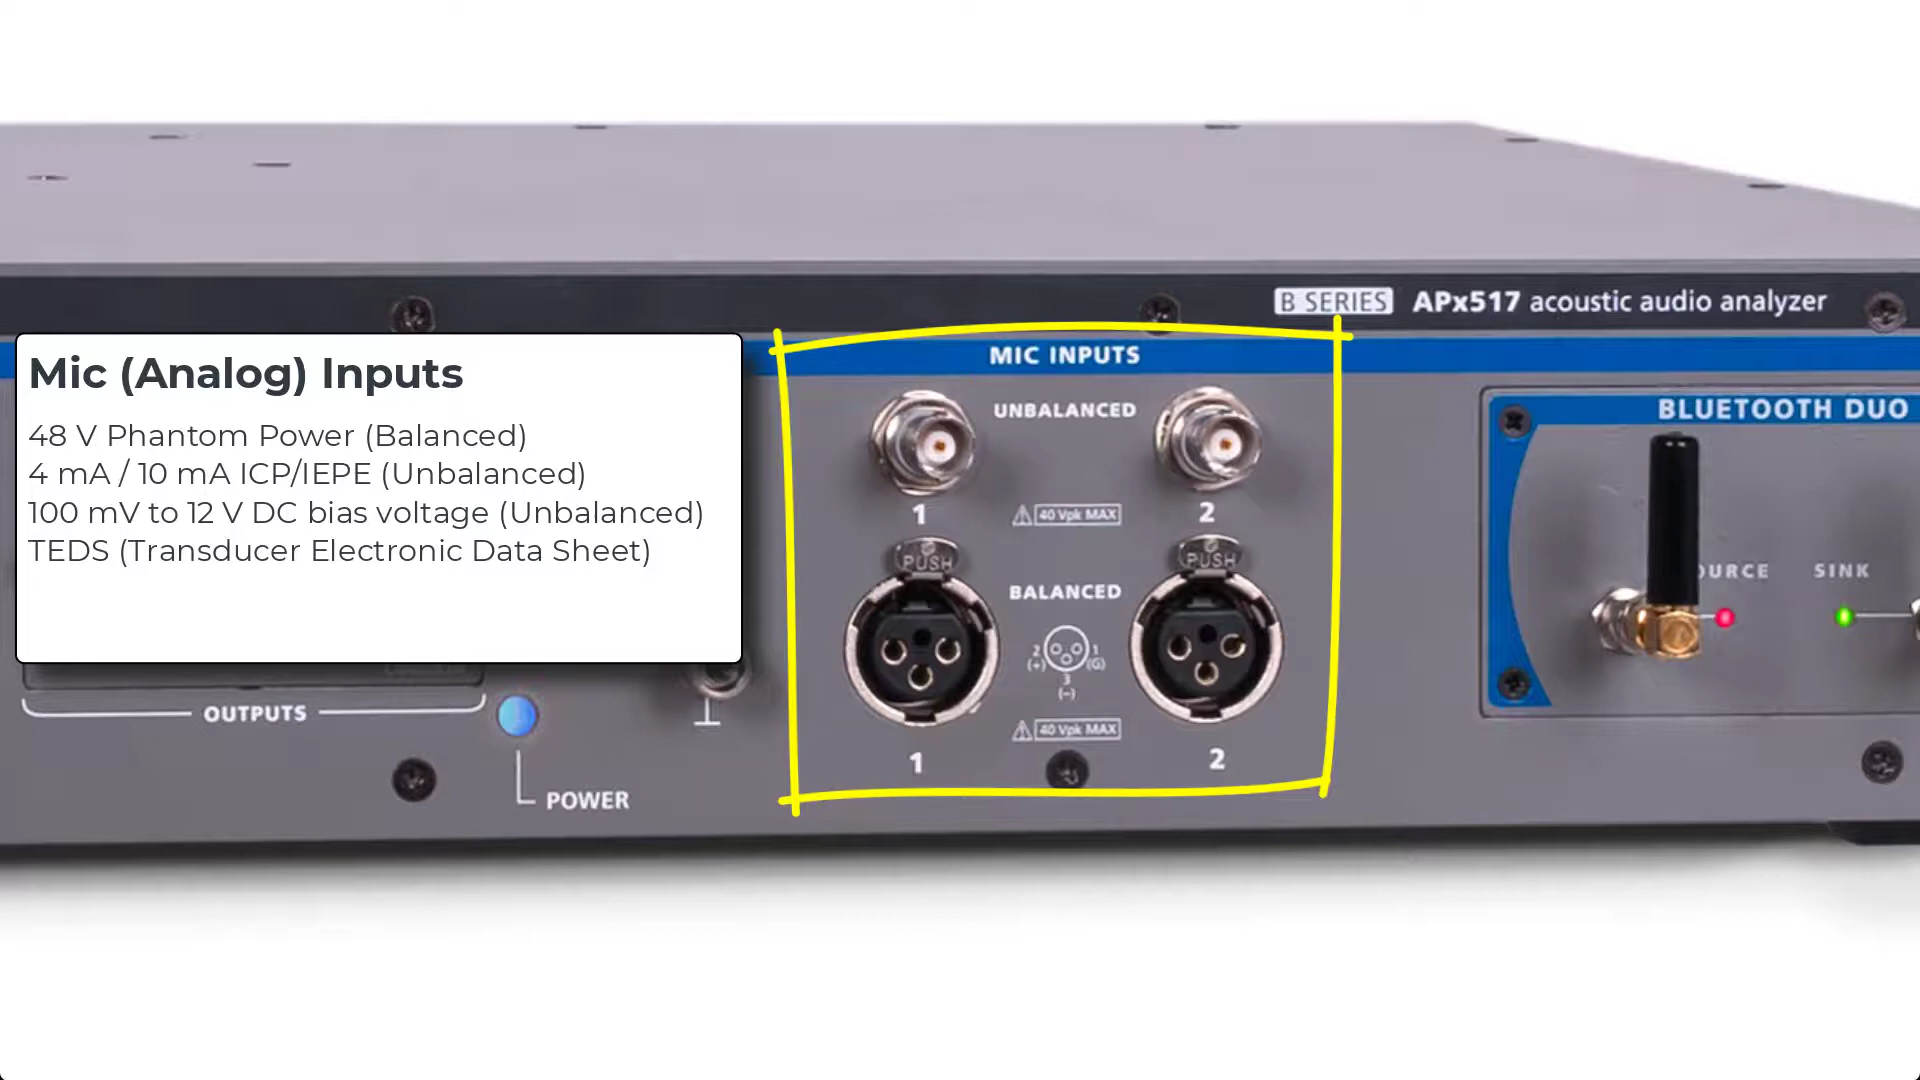 B SERIES APx517 acoustic audio analyzer
Mic (Analog) Inputs
48 V Phantom Power (Balanced)
4 mA / 10 mA ICP/IEPE (Unbalanced)
100 mV to 12 V DC bias voltage (Unbalanced)
TEDS (Transducer Electronic Data Sheet)
OUTPUTS
POWER
MIC INPUTS
UNBALANCED
1
40 Vpk MAX
2
PUSH
PUSH
BALANCED
2
(+)
1
(G)
3
(−)
40 Vpk MAX
1
2
BLUETOOTH DUO
SINK